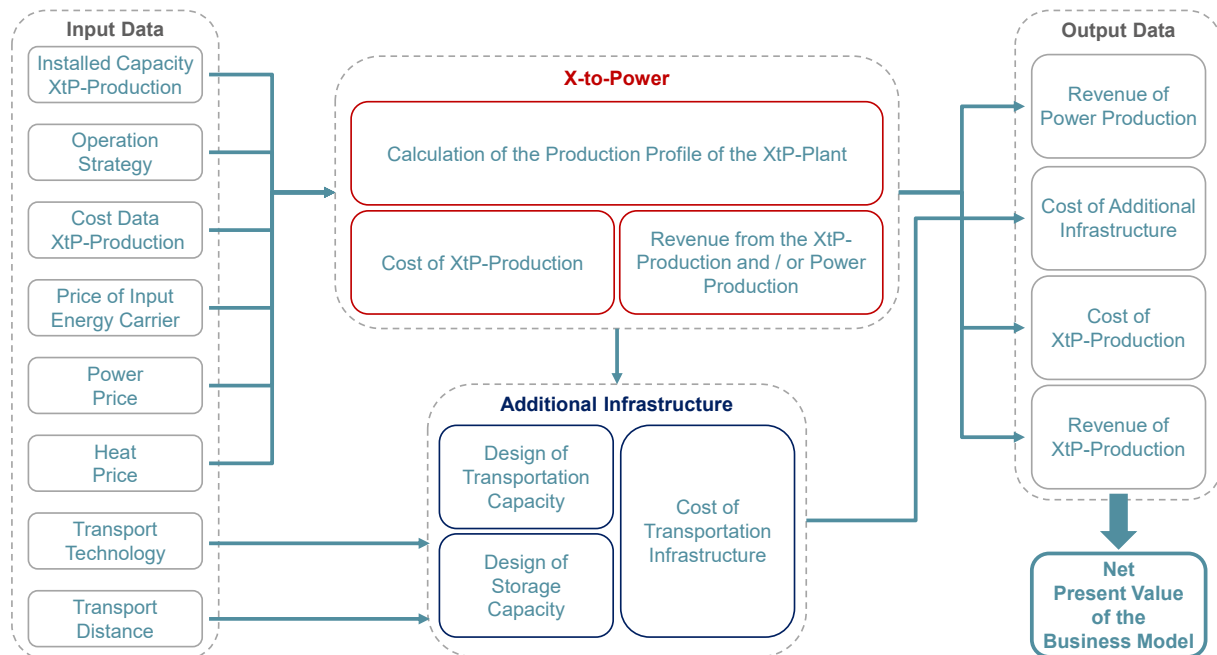 Input Data
Installed Capacity
XtP-Production
Operation
Strategy
Cost Data
XtP-Production
Price of Input
Energy Carrier
Power
Price
Heat
Price
Transport
Technology
Transport
Distance
X-to-Power
Calculation of the Production Profile of the XtP-Plant
Cost of XtP-Production
Revenue from the XtP-
Production and / or Power
Production
Additional Infrastructure
Design of
Transportation
Capacity
Design of
Storage
Capacity
Cost of
Transportation
Infrastructure
Output Data
Revenue of
Power Production
Cost of Additional
Infrastructure
Cost of
XtP-Production
Revenue of
XtP-Production
Net
Present Value
of the
Business Model